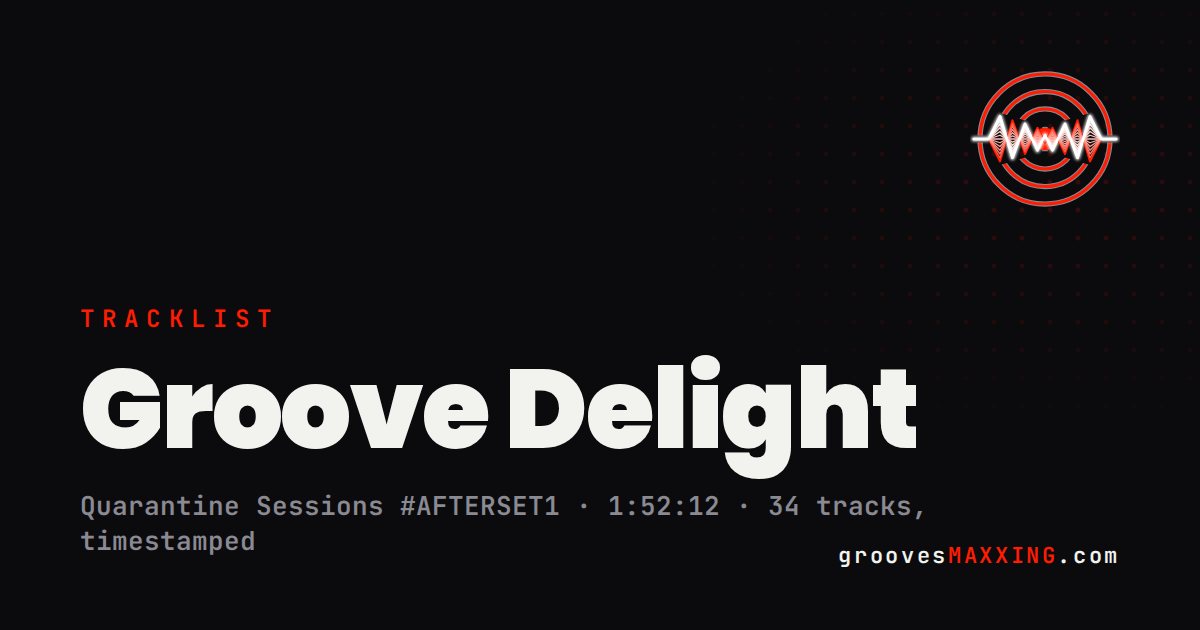 TRACKLIST
Groove Delight
Quarantine Sessions #AFTERSET1 · 1:52:12 · 34 tracks,
timestamped
groovesMAXXING.com